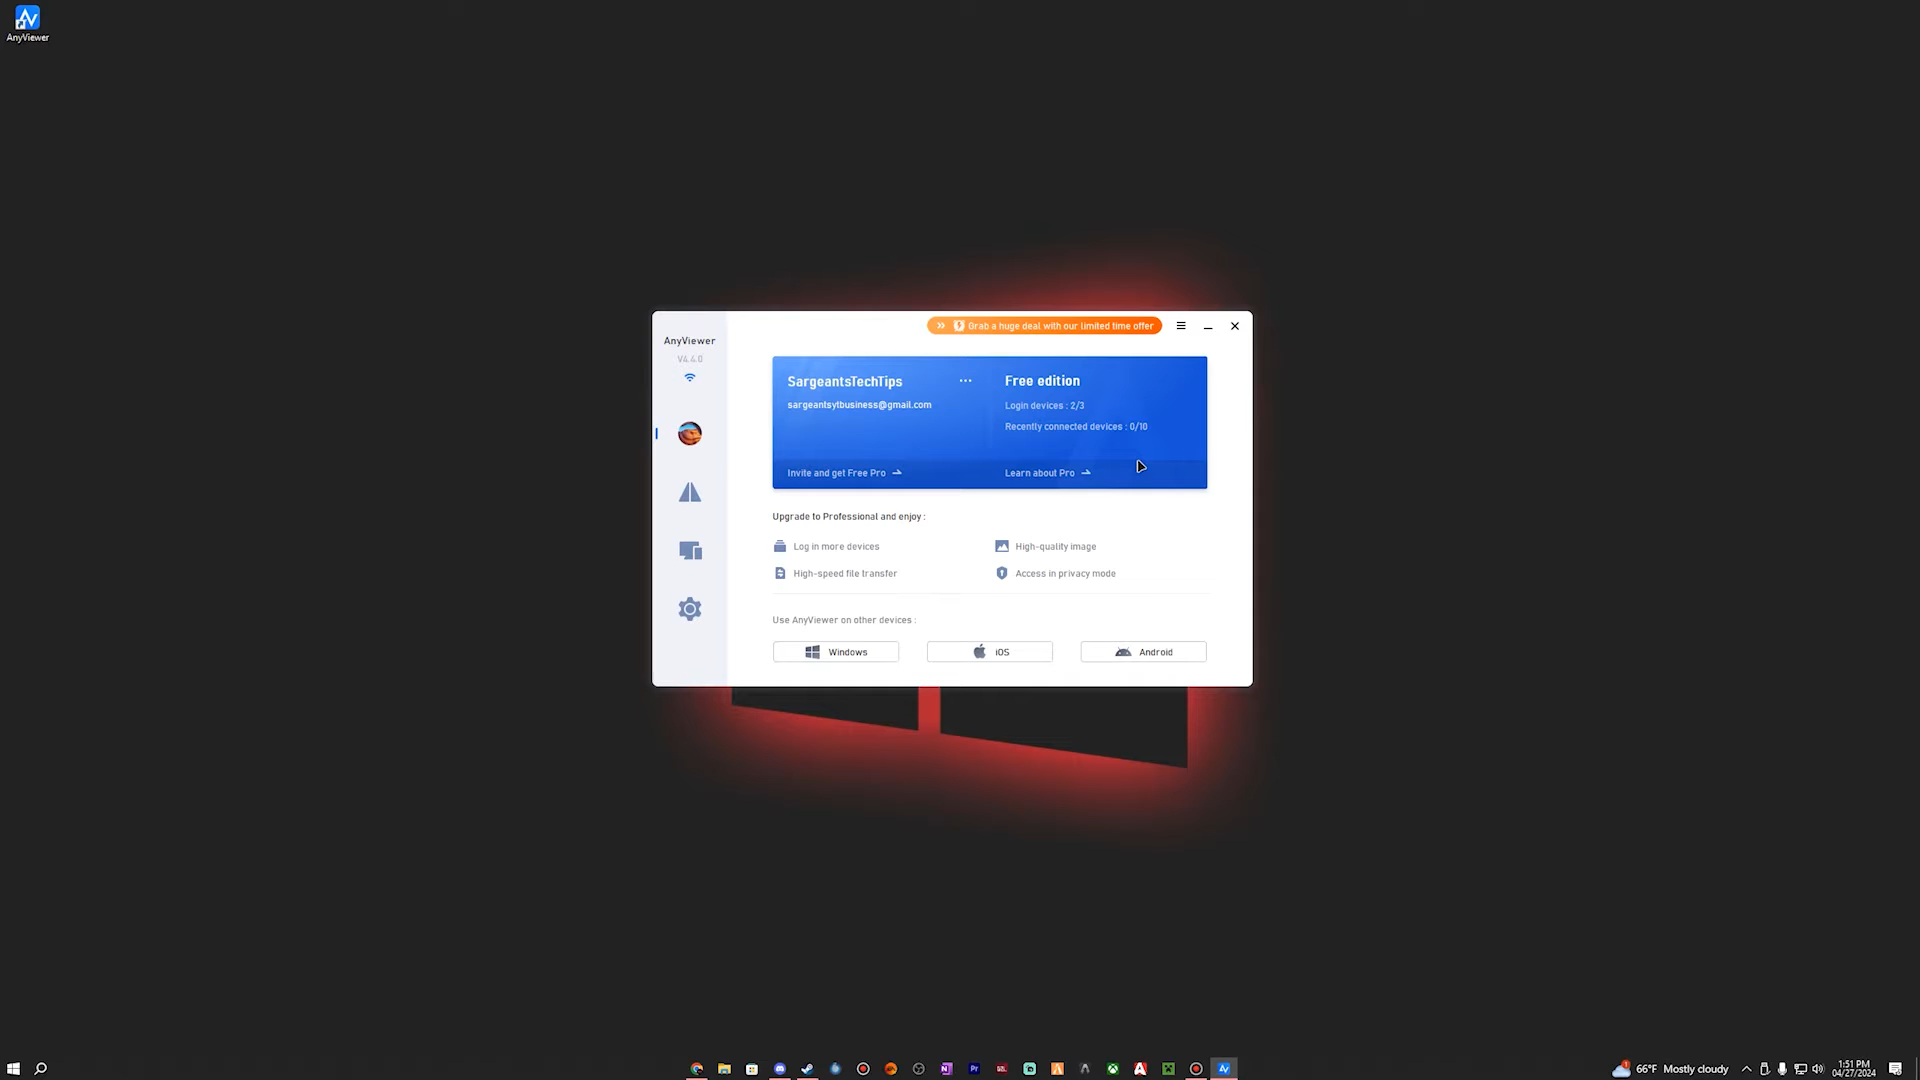 AnyViewer
Grab a huge deal with our limited time offer
AnyViewer
V4.4.0
SargeantsTechTips
sargeantsytbusiness@gmail.com
Invite and get Free Pro
Free edition
Login devices : 2/3
Recently connected devices : 0/10
Learn about Pro
Upgrade to Professional and enjoy :
Log in more devices
High-quality image
High-speed file transfer
Access in privacy mode
Use AnyViewer on other devices :
Windows
iOS
Android
66°F Mostly cloudy
1:51 PM
04/27/2024